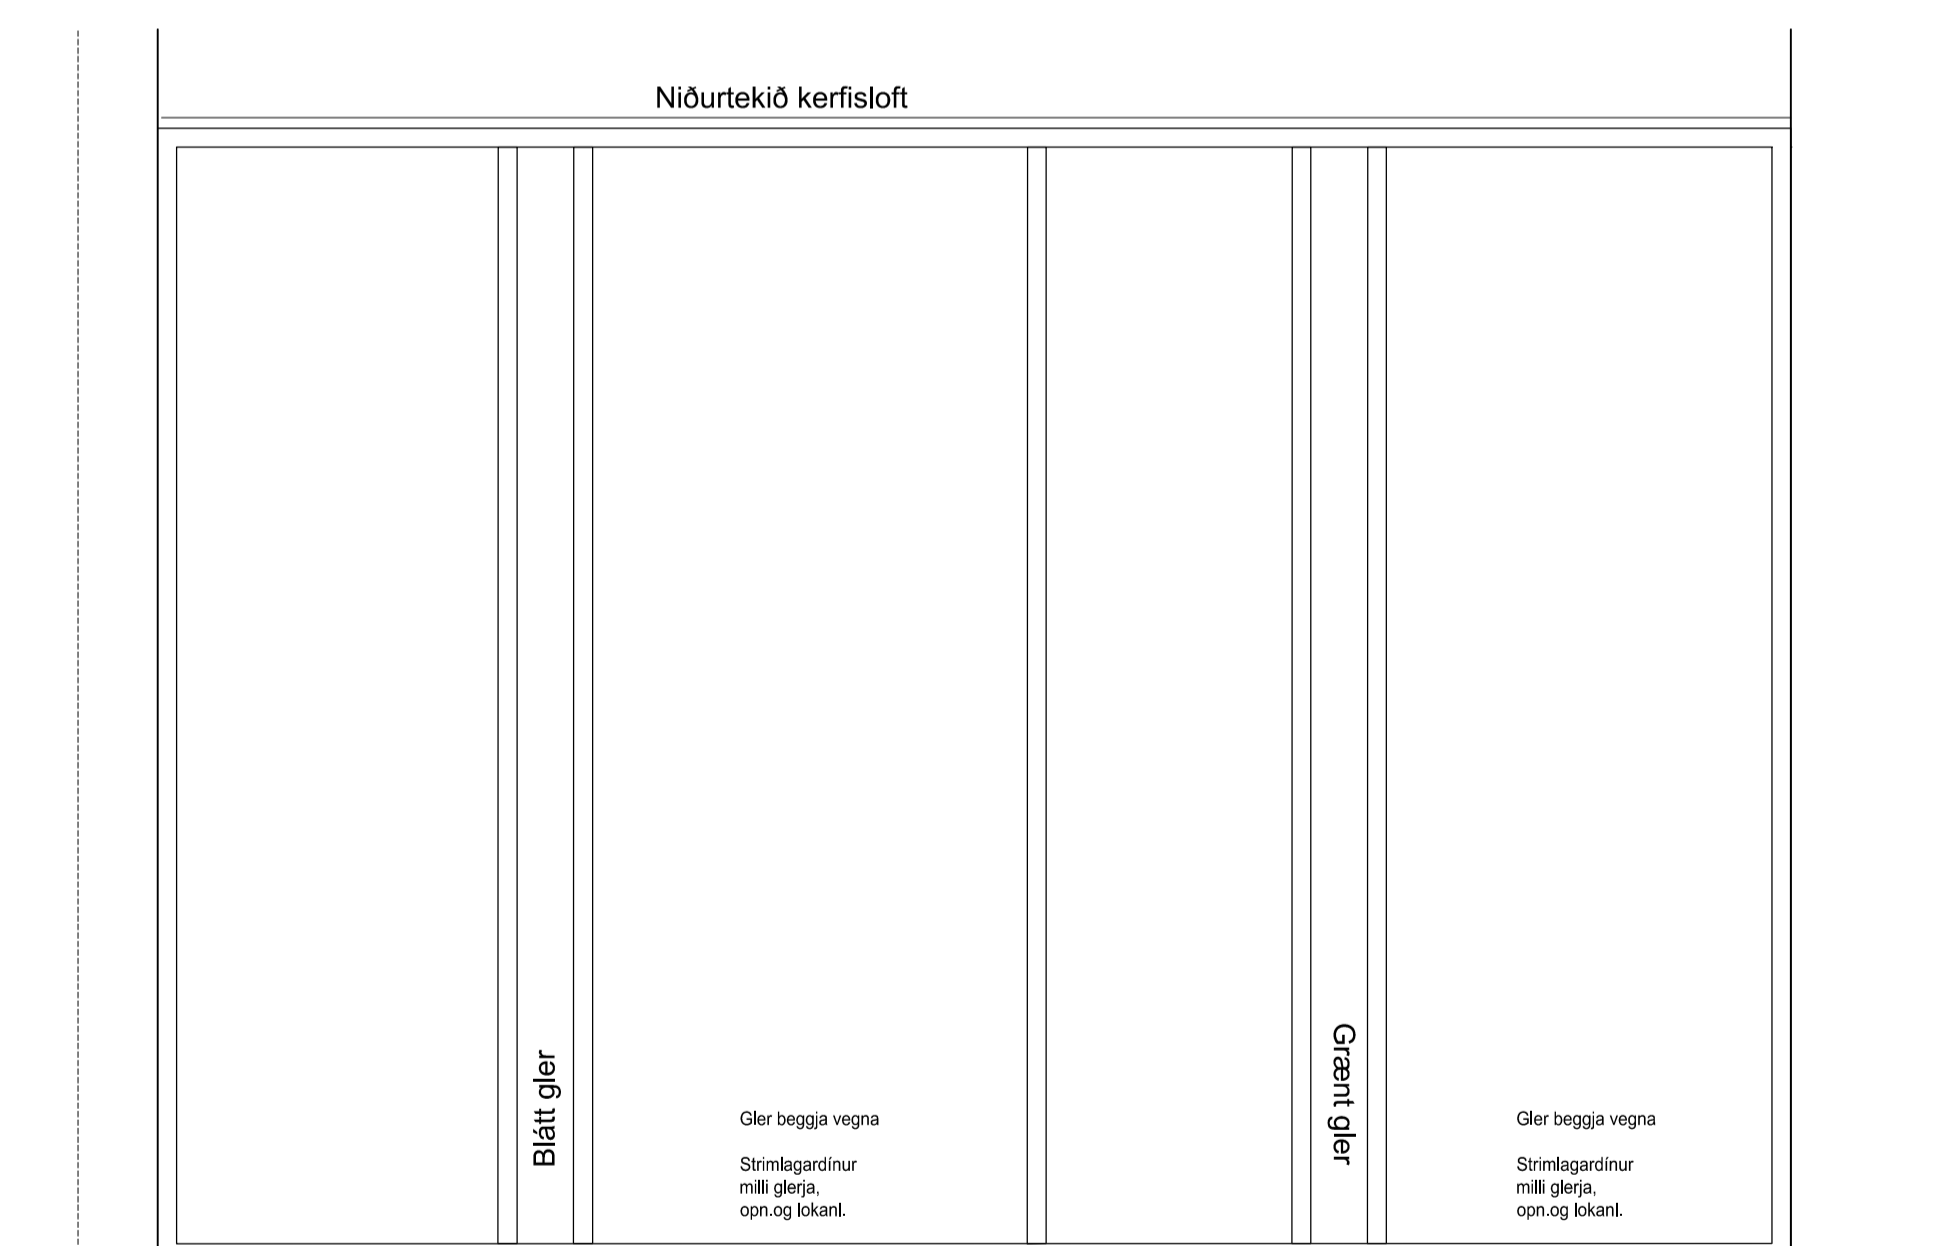 Niðurtekið kerfisloft
Blátt gler
Gler beggja vegna
Strimlagardínur
milli glerja,
opn.og lokanl.
Grænt gler
Gler beggja vegna
Strimlagardínur
milli glerja,
opn.og lokanl.